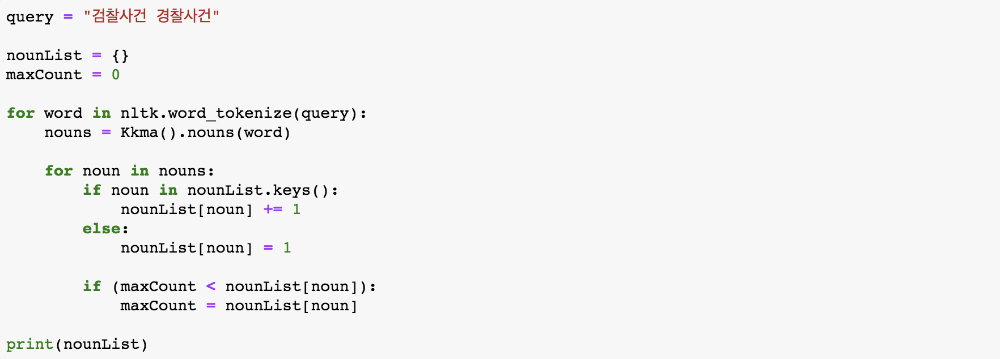 query = "검찰사건 경찰사건"
nounList = {}
maxCount = 0
for word in nltk.word_tokenize(query):
    nouns = Kkma().nouns(word)
    for noun in nouns:
        if noun in nounList.keys():
            nounList[noun] += 1
        else:
            nounList[noun] = 1
        if (maxCount < nounList[noun]):
            maxCount = nounList[noun]
print(nounList)